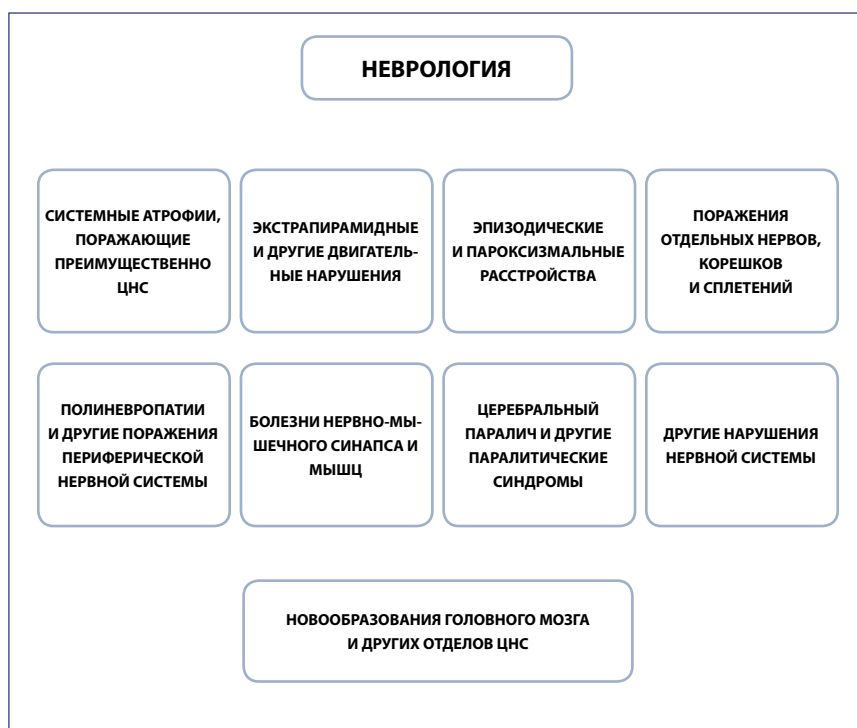 НЕВРОЛОГИЯ
СИСТЕМНЫЕ АТРОФИИ,
ПОРАЖАЮЩИЕ
ПРЕИМУЩЕСТВЕННО
ЦНС
ЭКСТРАПИРАМИДНЫЕ
И ДРУГИЕ ДВИГАТЕЛЬ-
НЫЕ НАРУШЕНИЯ
ЭПИЗОДИЧЕСКИЕ
И ПАРОКСИЗМАЛЬНЫЕ
РАССТРОЙСТВА
ПОРАЖЕНИЯ
ОТДЕЛЬНЫХ НЕРВОВ,
КОРЕШКОВ
И СПЛЕТЕНИЙ
ПОЛИНЕВРОПАТИИ
И ДРУГИЕ ПОРАЖЕНИЯ
ПЕРИФЕРИЧЕСКОЙ
НЕРВНОЙ СИСТЕМЫ
БОЛЕЗНИ НЕРВНО-МЫ-
ШЕЧНОГО СИНАПСА И
МЫШЦ
ЦЕРЕБРАЛЬНЫЙ
ПАРАЛИЧ И ДРУГИЕ
ПАРАЛИТИЧЕСКИЕ
СИНДРОМЫ
ДРУГИЕ НАРУШЕНИЯ
НЕРВНОЙ СИСТЕМЫ
НОВООБРАЗОВАНИЯ ГОЛОВНОГО МОЗГА
И ДРУГИХ ОТДЕЛОВ ЦНС